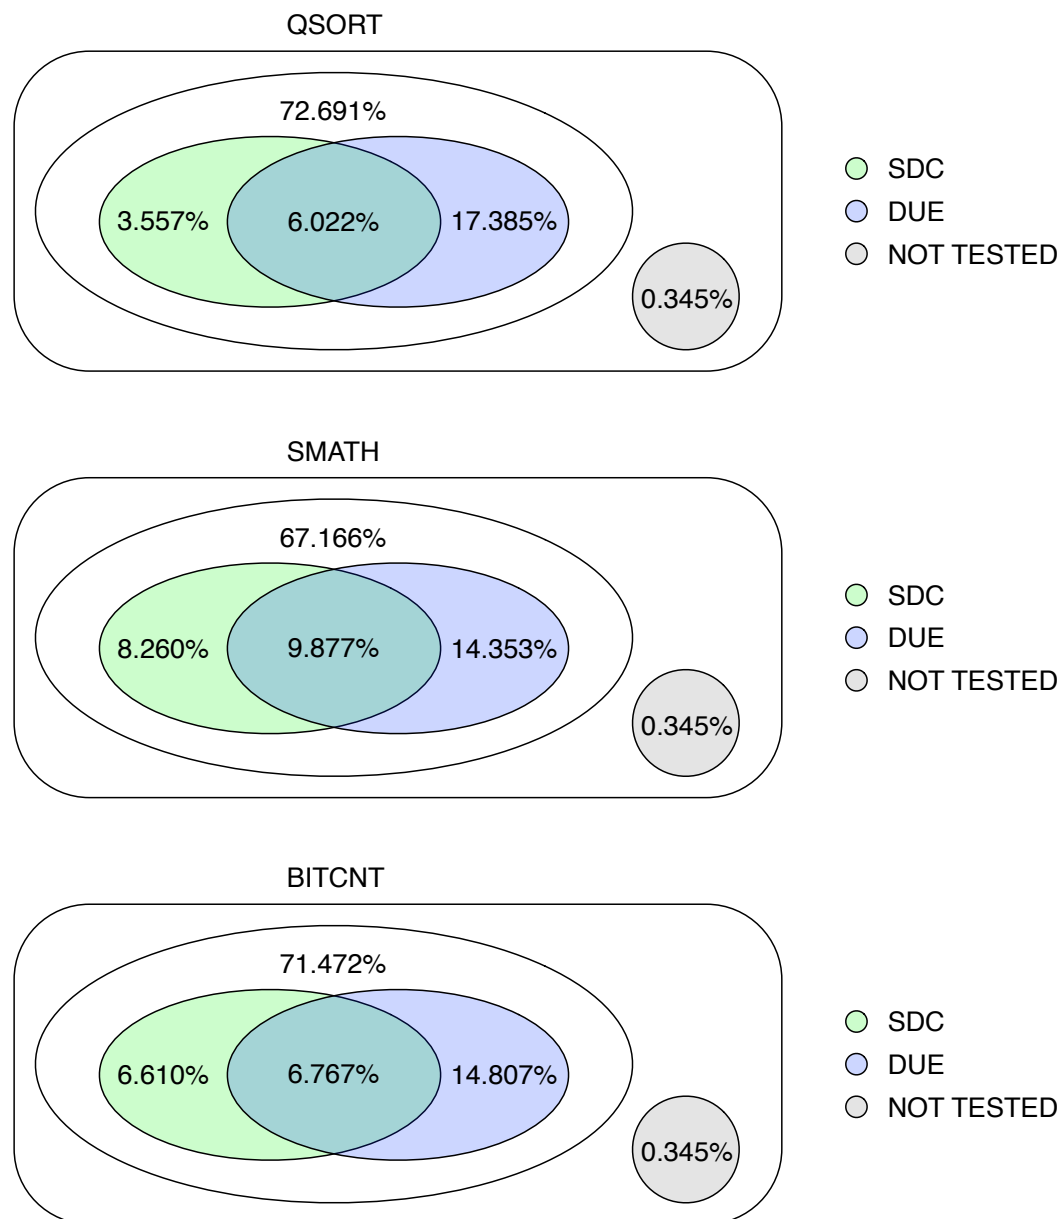 QSORT
72.691%
3.557% 6.022% 17.385%
0.345%
SDC
DUE
NOT TESTED
SMATH
67.166%
8.260% 9.877% 14.353%
0.345%
SDC
DUE
NOT TESTED
BITCNT
71.472%
6.610% 6.767% 14.807%
0.345%
SDC
DUE
NOT TESTED